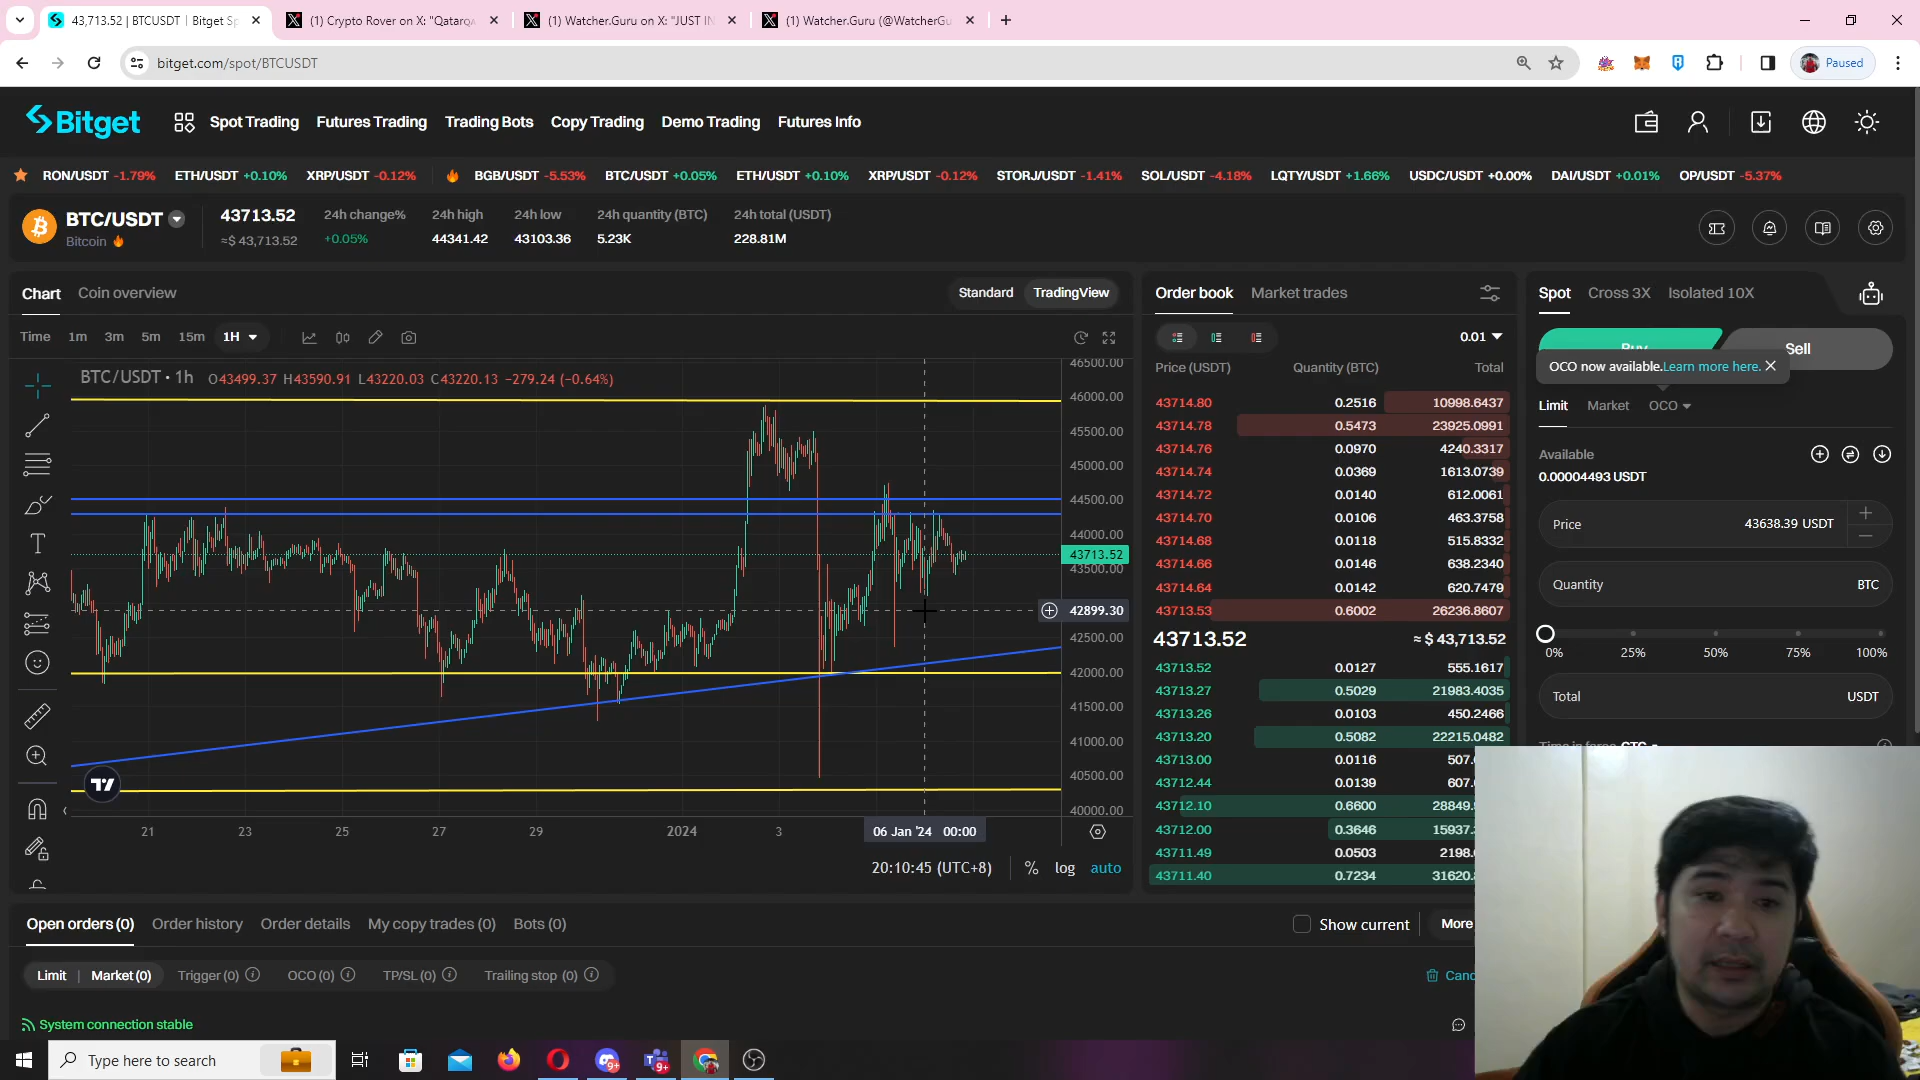 43,713.52 | BTCUSDT | Bitget Sp
(1) Crypto Rover on X: "Qatarqa
(1) Watcher.Guru on X: "JUST IN
(1) Watcher.Guru (@WatcherGu
bitget.com/spot/BTCUSDT
Paused
Bitget
Spot Trading Futures Trading Trading Bots Copy Trading Demo Trading Futures Info
RON/USDT -1.79% ETH/USDT +0.10% XRP/USDT -0.12% BGB/USDT -5.53% BTC/USDT +0.05% ETH/USDT +0.10% XRP/USDT -0.12% STORJ/USDT -1.41% SOL/USDT -4.18% LQTY/USDT +1.66% USDC/USDT +0.00% DAI/USDT +0.01% OP/USDT -5.37%
BTC/USDT 43713.52 24h change% 24h high 24h low 24h quantity (BTC) 24h total (USDT)
Bitcoin ≈$ 43,713.52 +0.05% 44341.42 43103.36 5.23K 228.81M
Chart Coin overview Standard TradingView
Time 1m 3m 5m 15m 1H
BTC/USDT · 1h O43499.37 H43590.91 L43220.03 C43220.13 -279.24 (-0.64%)
46500.00
46000.00
45500.00
45000.00
44500.00
44000.00
43713.52
43500.00
42899.30
42500.00
42000.00
41500.00
41000.00
40500.00
40000.00
21 23 25 27 29 2024 3 06 Jan '24 00:00
20:10:45 (UTC+8) % log auto
Order book Market trades
0.01
Price (USDT) Quantity (BTC) Total
43714.80 0.2516 10998.6437
43714.78 0.5473 23925.0991
43714.76 0.0970 4240.3317
43714.74 0.0369 1613.0739
43714.72 0.0140 612.0061
43714.70 0.0106 463.3758
43714.68 0.0118 515.8332
43714.66 0.0146 638.2340
43714.64 0.0142 620.7479
43713.53 0.6002 26236.8607
43713.52 ≈ $ 43,713.52
43713.52 0.0127 555.1617
43713.27 0.5029 21983.4035
43713.26 0.0103 450.2466
43713.20 0.5082 22215.0482
43713.00 0.0116 507.
43712.44 0.0139 607.
43712.10 0.6600 28849.
43712.00 0.3646 15937.
43711.49 0.0503 2198.
43711.40 0.7234 31620.
Spot Cross 3X Isolated 10X
Buy Sell
OCO now available.Learn more here.
Limit Market OCO
Available
0.00004493 USDT
Price 43638.39 USDT
Quantity BTC
0% 25% 50% 75% 100%
Total USDT
Time in force GTC
Open orders (0) Order history Order details My copy trades (0) Bots (0)
Show current More
Limit | Market (0) Trigger (0) OCO (0) TP/SL (0) Trailing stop (0)
Canc
System connection stable
Type here to search
9+
9+